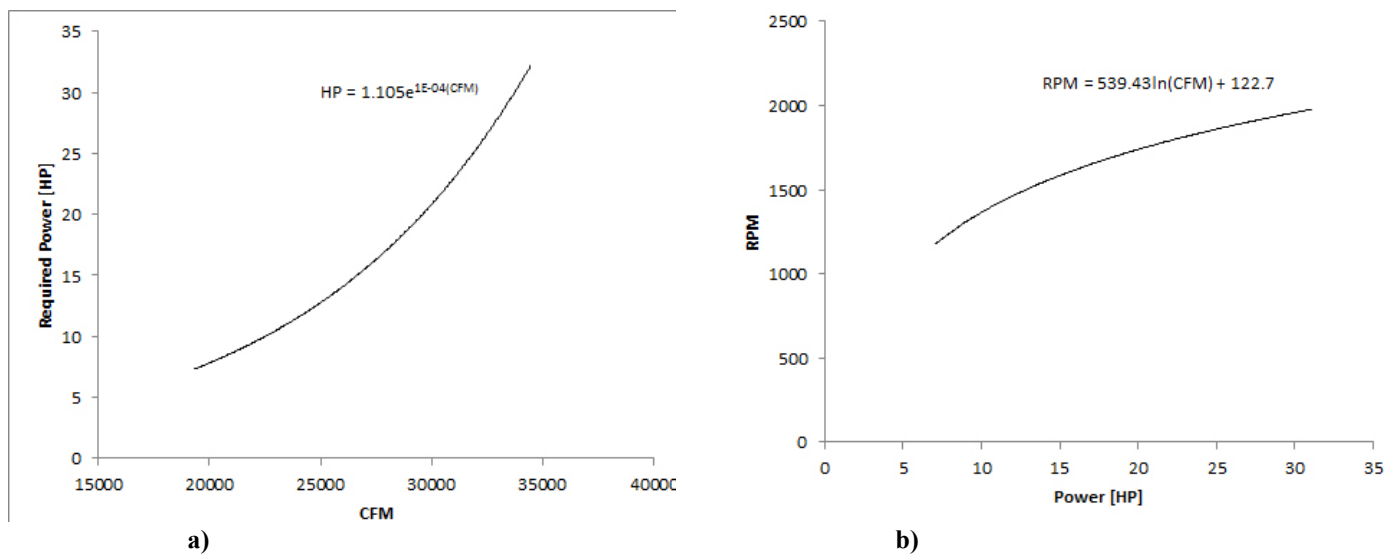 35
30
25
20
15
10
5
0
Required Power [HP]
HP = 1.105e^1E-04(CFM)
15000 20000 25000 30000 35000 40000
CFM
a)
2500
2000
1500
1000
500
0
RPM
RPM = 539.43ln(CFM) + 122.7
0 5 10 15 20 25 30 35
Power [HP]
b)